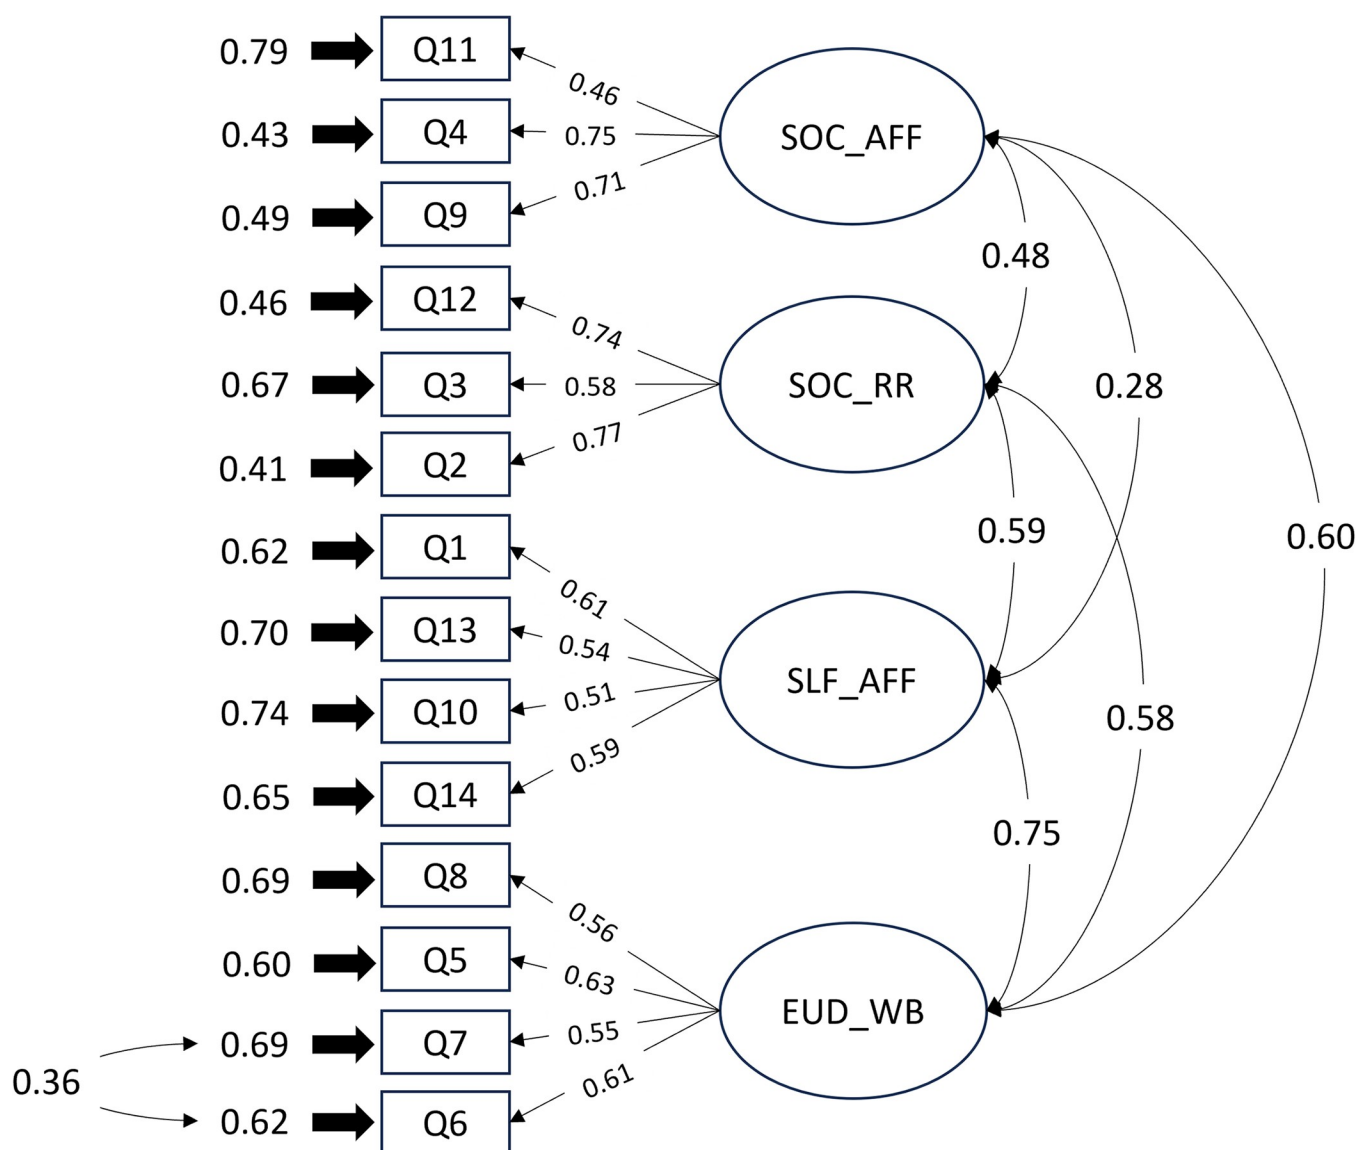 0.79 Q11 0.46 SOC_AFF
0.43 Q4 0.75
0.49 Q9 0.71
0.48
0.46 Q12 0.74
0.67 Q3 0.58 SOC_RR 0.28
0.41 Q2 0.77
0.62 Q1 0.61
0.59 0.60
0.70 Q13 0.54
0.74 Q10 0.51 SLF_AFF
0.58
0.65 Q14 0.59
0.75
0.69 Q8 0.56
0.60 Q5 0.63
0.69 Q7 0.55 EUD_WB
0.36
0.62 Q6 0.61